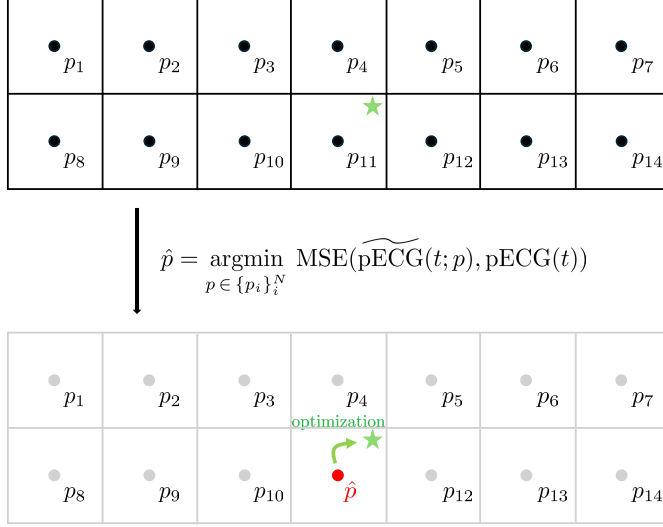 p₁ p₂ p₃ p₄ p₅ p₆ p₇
p₈ p₉ p₁₀ p₁₁ p₁₂ p₁₃ p₁₄
p̂ = argmin MSE(p͠ECG(t; p), pECG(t))
p ∈ {pᵢ}ᵢᴺ
p₁ p₂ p₃ p₄ p₅ p₆ p₇
optimization
p₈ p₉ p₁₀ p̂ p₁₂ p₁₃ p₁₄